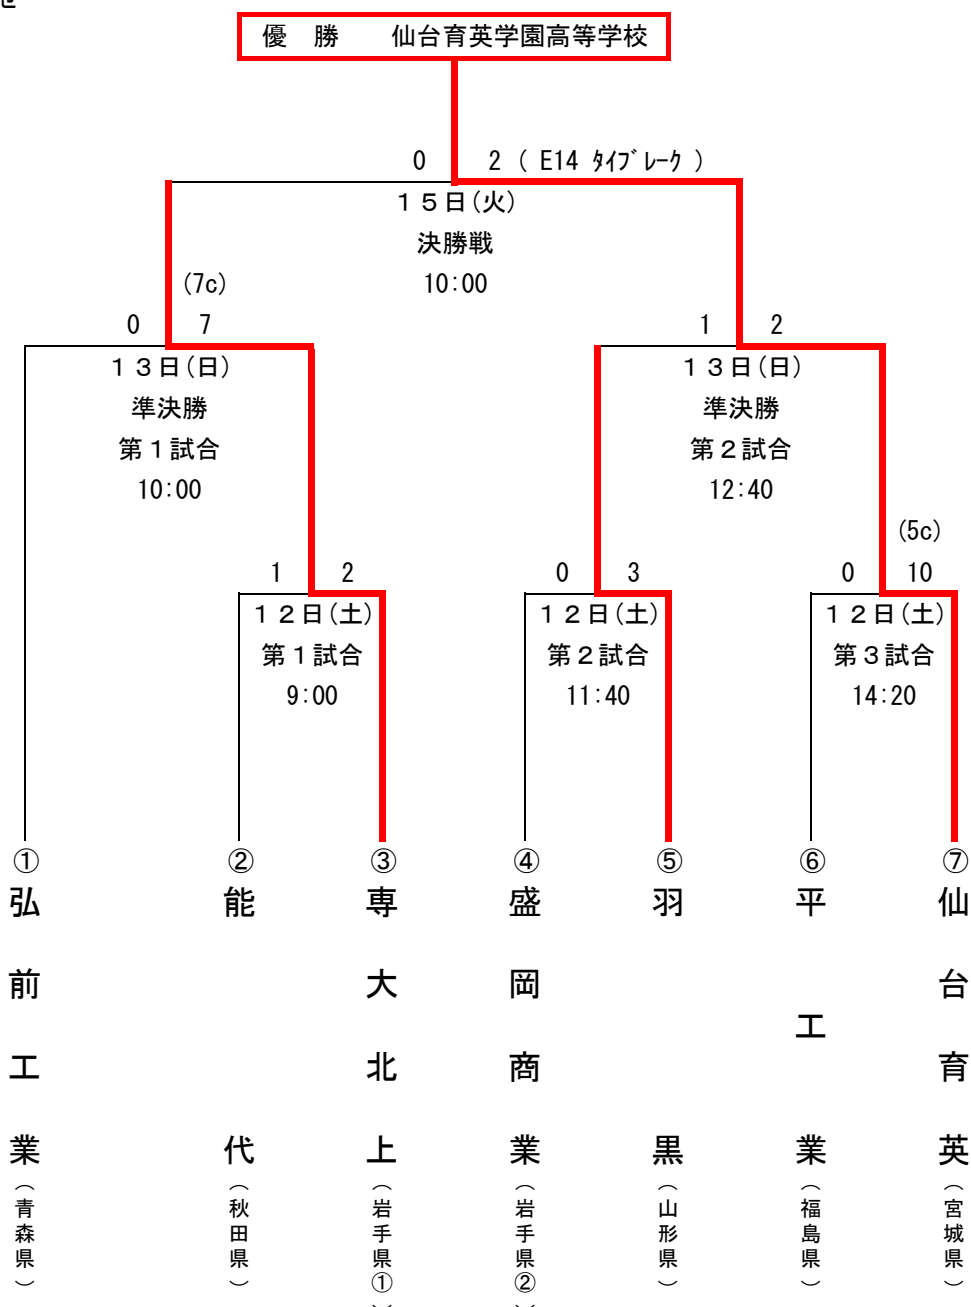 優　勝　　仙台育英学園高等学校
0　2 ( E14 ﾀｲﾌﾞﾚｰｸ )
１５日(火)
決勝戦
10:00
(7c)
0　7
１３日(日)
準決勝
第１試合
10:00
1　2
１３日(日)
準決勝
第２試合
12:40
1　2
１２日(土)
第１試合
9:00
0　3
１２日(土)
第２試合
11:40
(5c)
0　10
１２日(土)
第３試合
14:20
①
弘前工業
（青森県）
②
能代
（秋田県）
③
専大北上
（岩手県①）
④
盛岡商業
（岩手県②）
⑤
羽黒
（山形県）
⑥
平工業
（福島県）
⑦
仙台育英
（宮城県）